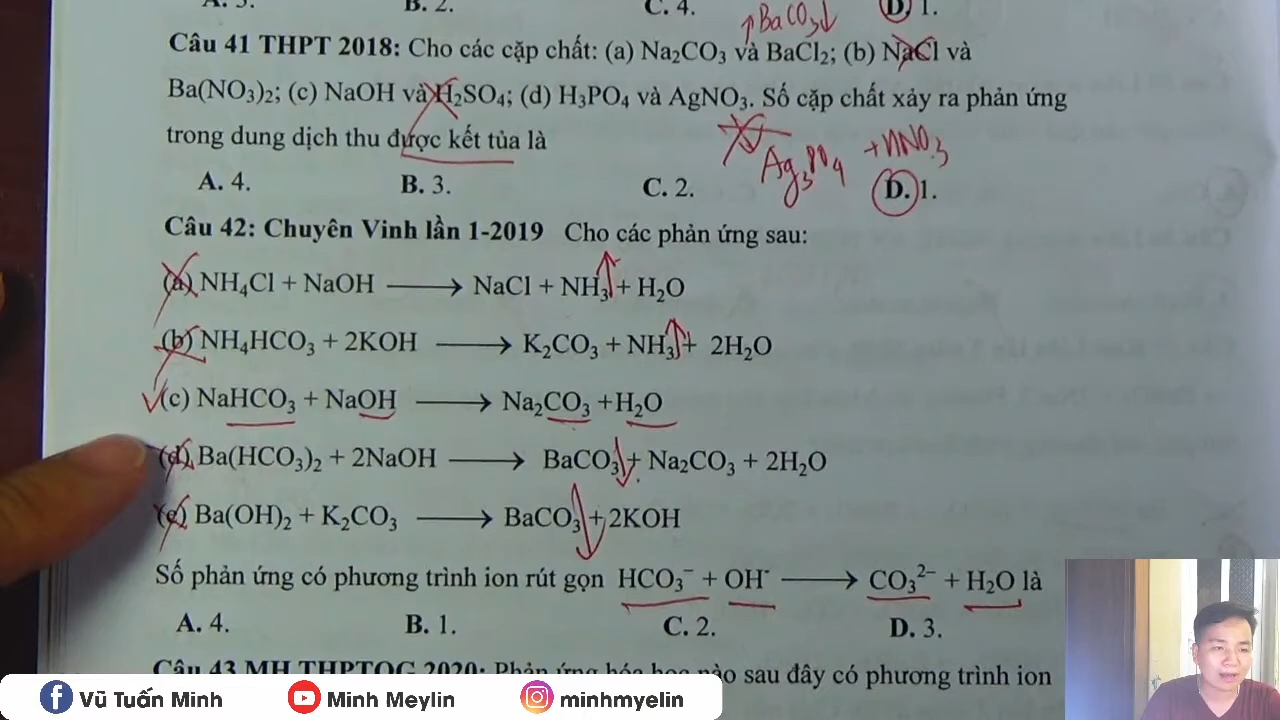 B. 2. C. 4. D. 1.
↑BaCO3↓
Câu 41 THPT 2018: Cho các cặp chất: (a) Na₂CO₃ và BaCl₂; (b) NaCl và
Ba(NO₃)₂; (c) NaOH và H₂SO₄; (d) H₃PO₄ và AgNO₃. Số cặp chất xảy ra phản ứng
trong dung dịch thu được kết tủa là
Ag₃PO₄ + HNO₃
A. 4. B. 3. C. 2. D. 1.
Câu 42: Chuyên Vinh lần 1-2019 Cho các phản ứng sau:
(a) NH₄Cl + NaOH ⟶ NaCl + NH₃↑ + H₂O
(b) NH₄HCO₃ + 2KOH ⟶ K₂CO₃ + NH₃↑ + 2H₂O
(c) NaHCO₃ + NaOH ⟶ Na₂CO₃ +H₂O
(d) Ba(HCO₃)₂ + 2NaOH ⟶ BaCO₃↓ + Na₂CO₃ + 2H₂O
(e) Ba(OH)₂ + K₂CO₃ ⟶ BaCO₃↓ + 2KOH
Số phản ứng có phương trình ion rút gọn HCO₃⁻ + OH⁻ ⟶ CO₃²⁻ + H₂O là
A. 4. B. 1. C. 2. D. 3.
Câu 43 MH THPTQG 2020: Phản ứng hóa học nào sau đây có phương trình ion
Vũ Tuấn Minh Minh Meylin minhmyelin